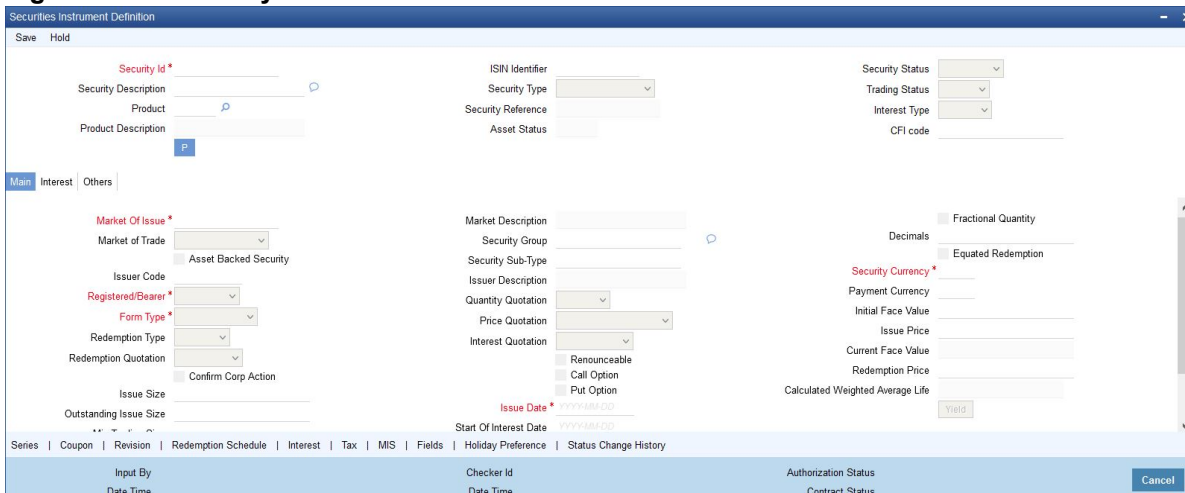 Securities Instrument Definition
Save Hold
Security Id *
Security Description
Product
Product Description
P
ISIN Identifier
Security Type
Security Reference
Asset Status
Security Status
Trading Status
Interest Type
CFI code
Main Interest Others
Market Of Issue *
Market of Trade
Asset Backed Security
Issuer Code
Registered/Bearer *
Form Type *
Redemption Type
Redemption Quotation
Confirm Corp Action
Issue Size
Outstanding Issue Size
Market Description
Security Group
Security Sub-Type
Issuer Description
Quantity Quotation
Price Quotation
Interest Quotation
Renounceable
Call Option
Put Option
Issue Date * YYYY-MM-DD
Start Of Interest Date YYYY-MM-DD
Fractional Quantity
Decimals
Equated Redemption
Security Currency *
Payment Currency
Initial Face Value
Issue Price
Current Face Value
Redemption Price
Calculated Weighted Average Life
Yield
Series | Coupon | Revision | Redemption Schedule | Interest | Tax | MIS | Fields | Holiday Preference | Status Change History
Input By
Date Time
Checker Id
Date Time
Authorization Status
Contract Status
Cancel